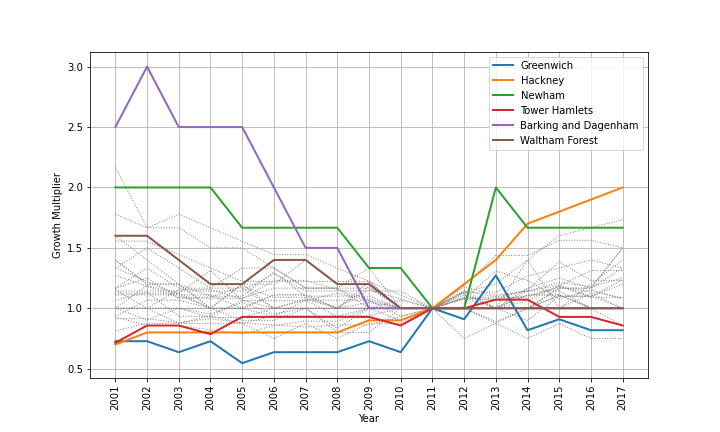 3.0
2.5
2.0
1.5
1.0
0.5
Growth Multiplier
Greenwich
Hackney
Newham
Tower Hamlets
Barking and Dagenham
Waltham Forest
2001
2002
2003
2004
2005
2006
2007
2008
2009
2010
2011
2012
2013
2014
2015
2016
2017
Year